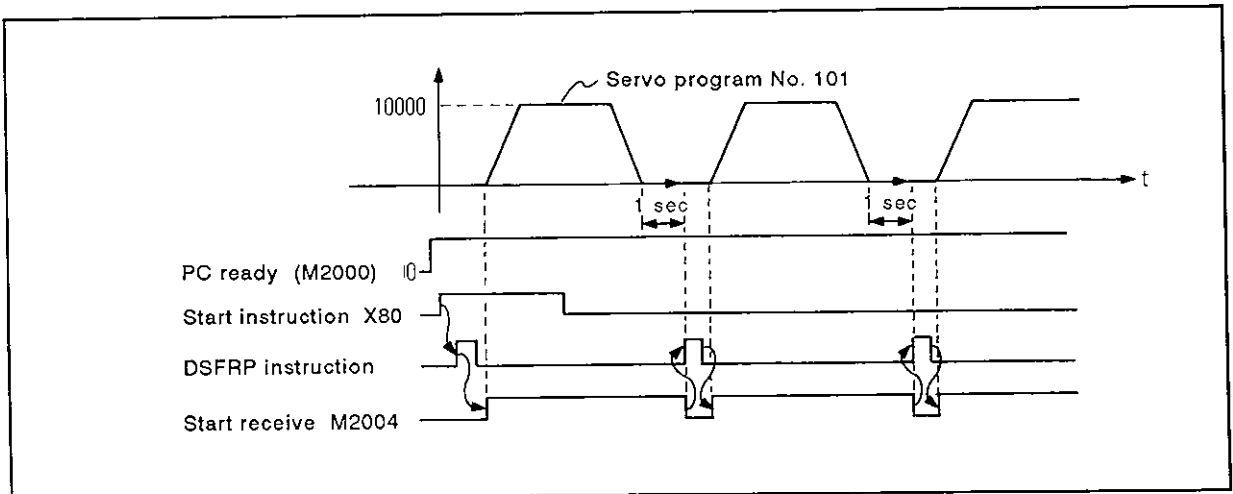 Servo program No. 101
10000
t
1 sec
1 sec
PC ready (M2000)
Start instruction X80
DSFRP instruction
Start receive M2004